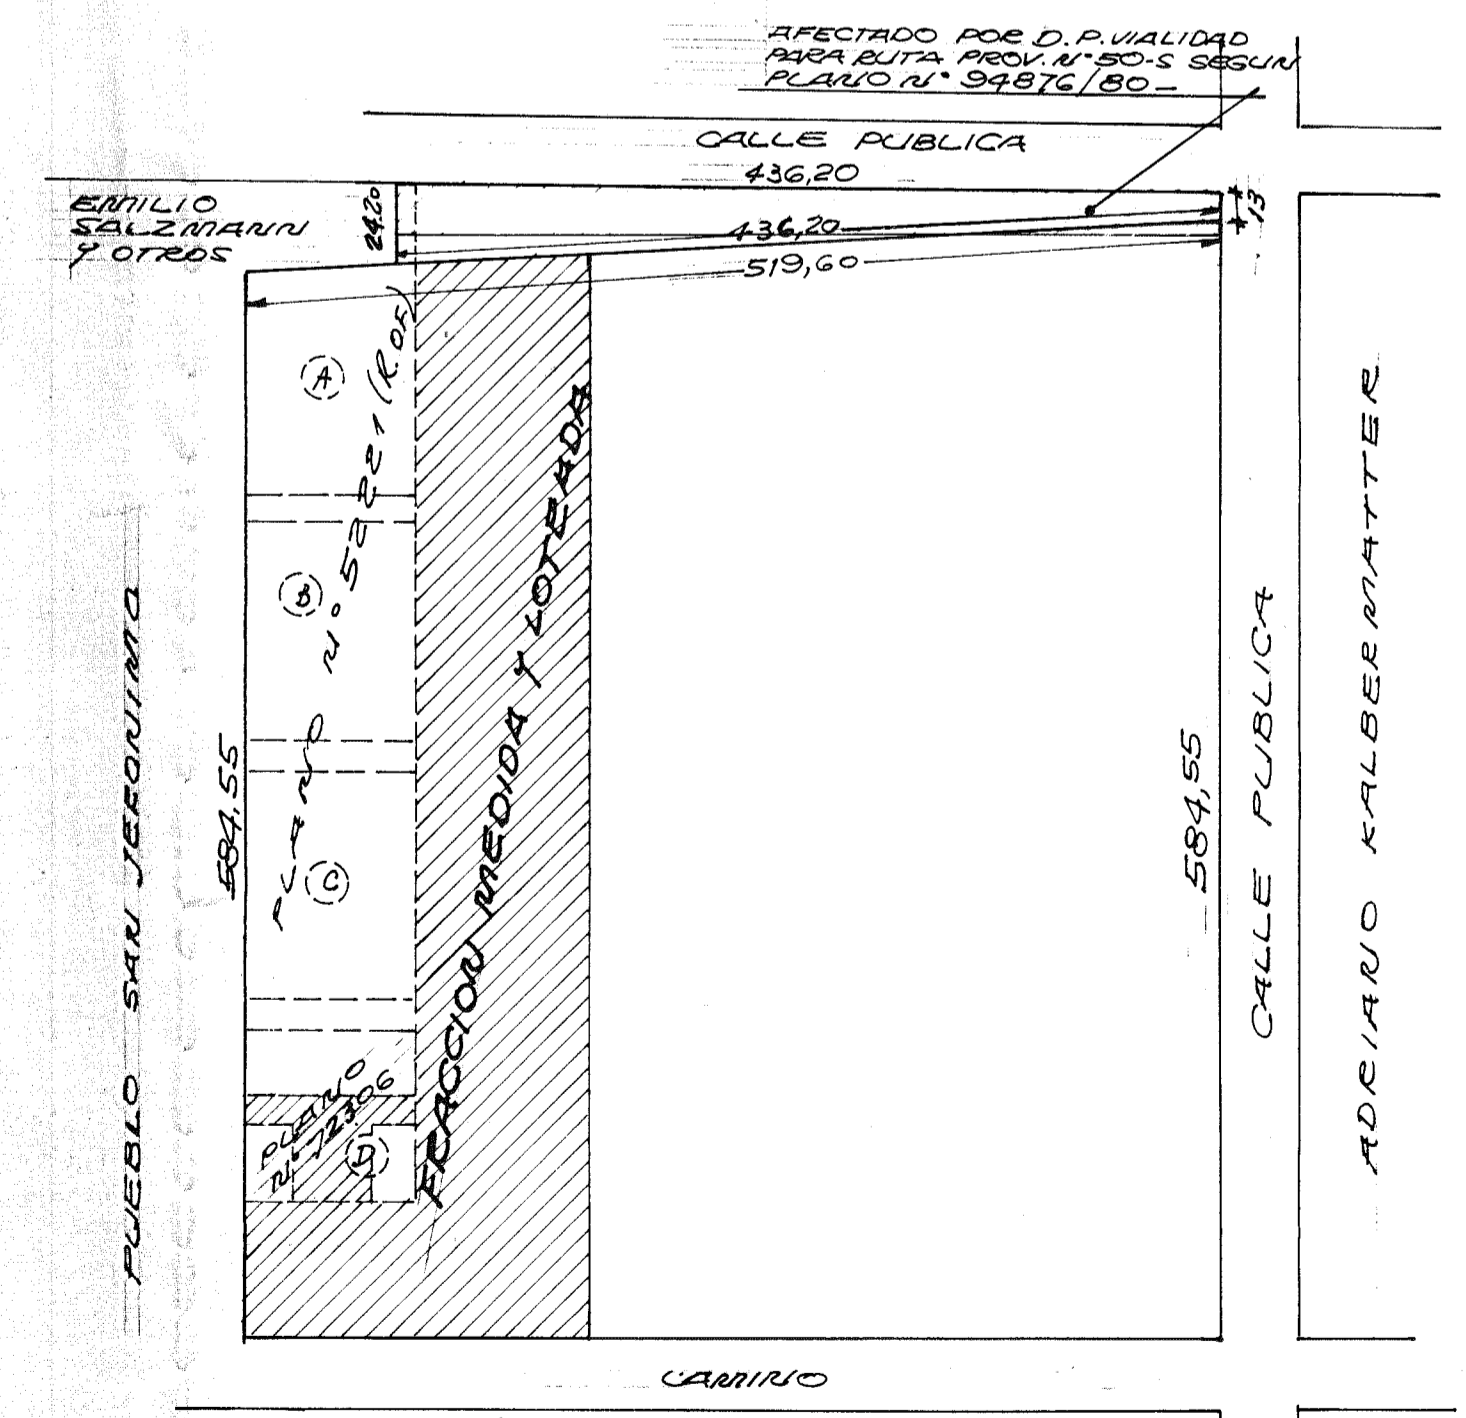 AFECTADO POR D.P.VIALIDAD
PARA RUTA PROV. N° 50-S SEGUN
PLANO N° 94876/80-
CALLE PUBLICA
436,20
EMILIO
SALZMANN
Y OTROS
24,20
13
436,20
519,60
A
PLANO N° 52221 (R.OF.)
B
C
PLANO
N° 72306
D
FRACCION MEDIDA Y LOTEADA
PUEBLO SAN JERONIMO
584,55
584,55
CALLE PUBLICA
ADRIANO KALBERMATTER
CAMINO